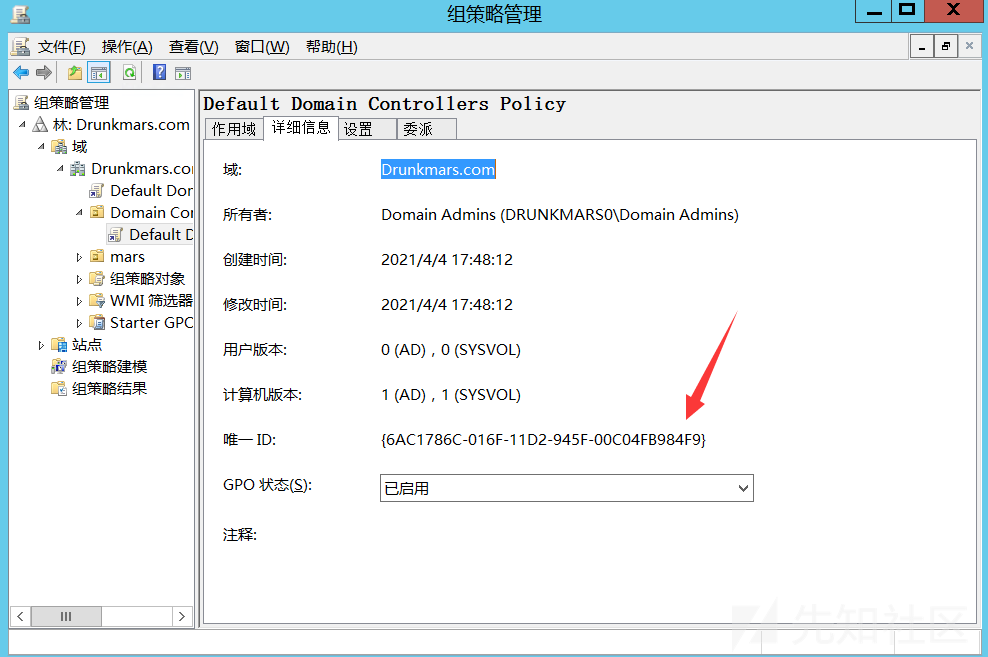 组策略管理
文件(F) 操作(A) 查看(V) 窗口(W) 帮助(H)
组策略管理
林: Drunkmars.com
域
Drunkmars.co
Default Dor
Domain Cor
Default D
mars
组策略对象
WMI 筛选器
Starter GPC
站点
组策略建模
组策略结果
Default Domain Controllers Policy
作用域 详细信息 设置 委派
域: Drunkmars.com
所有者: Domain Admins (DRUNKMARS0\Domain Admins)
创建时间: 2021/4/4 17:48:12
修改时间: 2021/4/4 17:48:12
用户版本: 0 (AD)，0 (SYSVOL)
计算机版本: 1 (AD)，1 (SYSVOL)
唯一 ID: {6AC1786C-016F-11D2-945F-00C04FB984F9}
GPO 状态(S): 已启用
注释:
先知社区